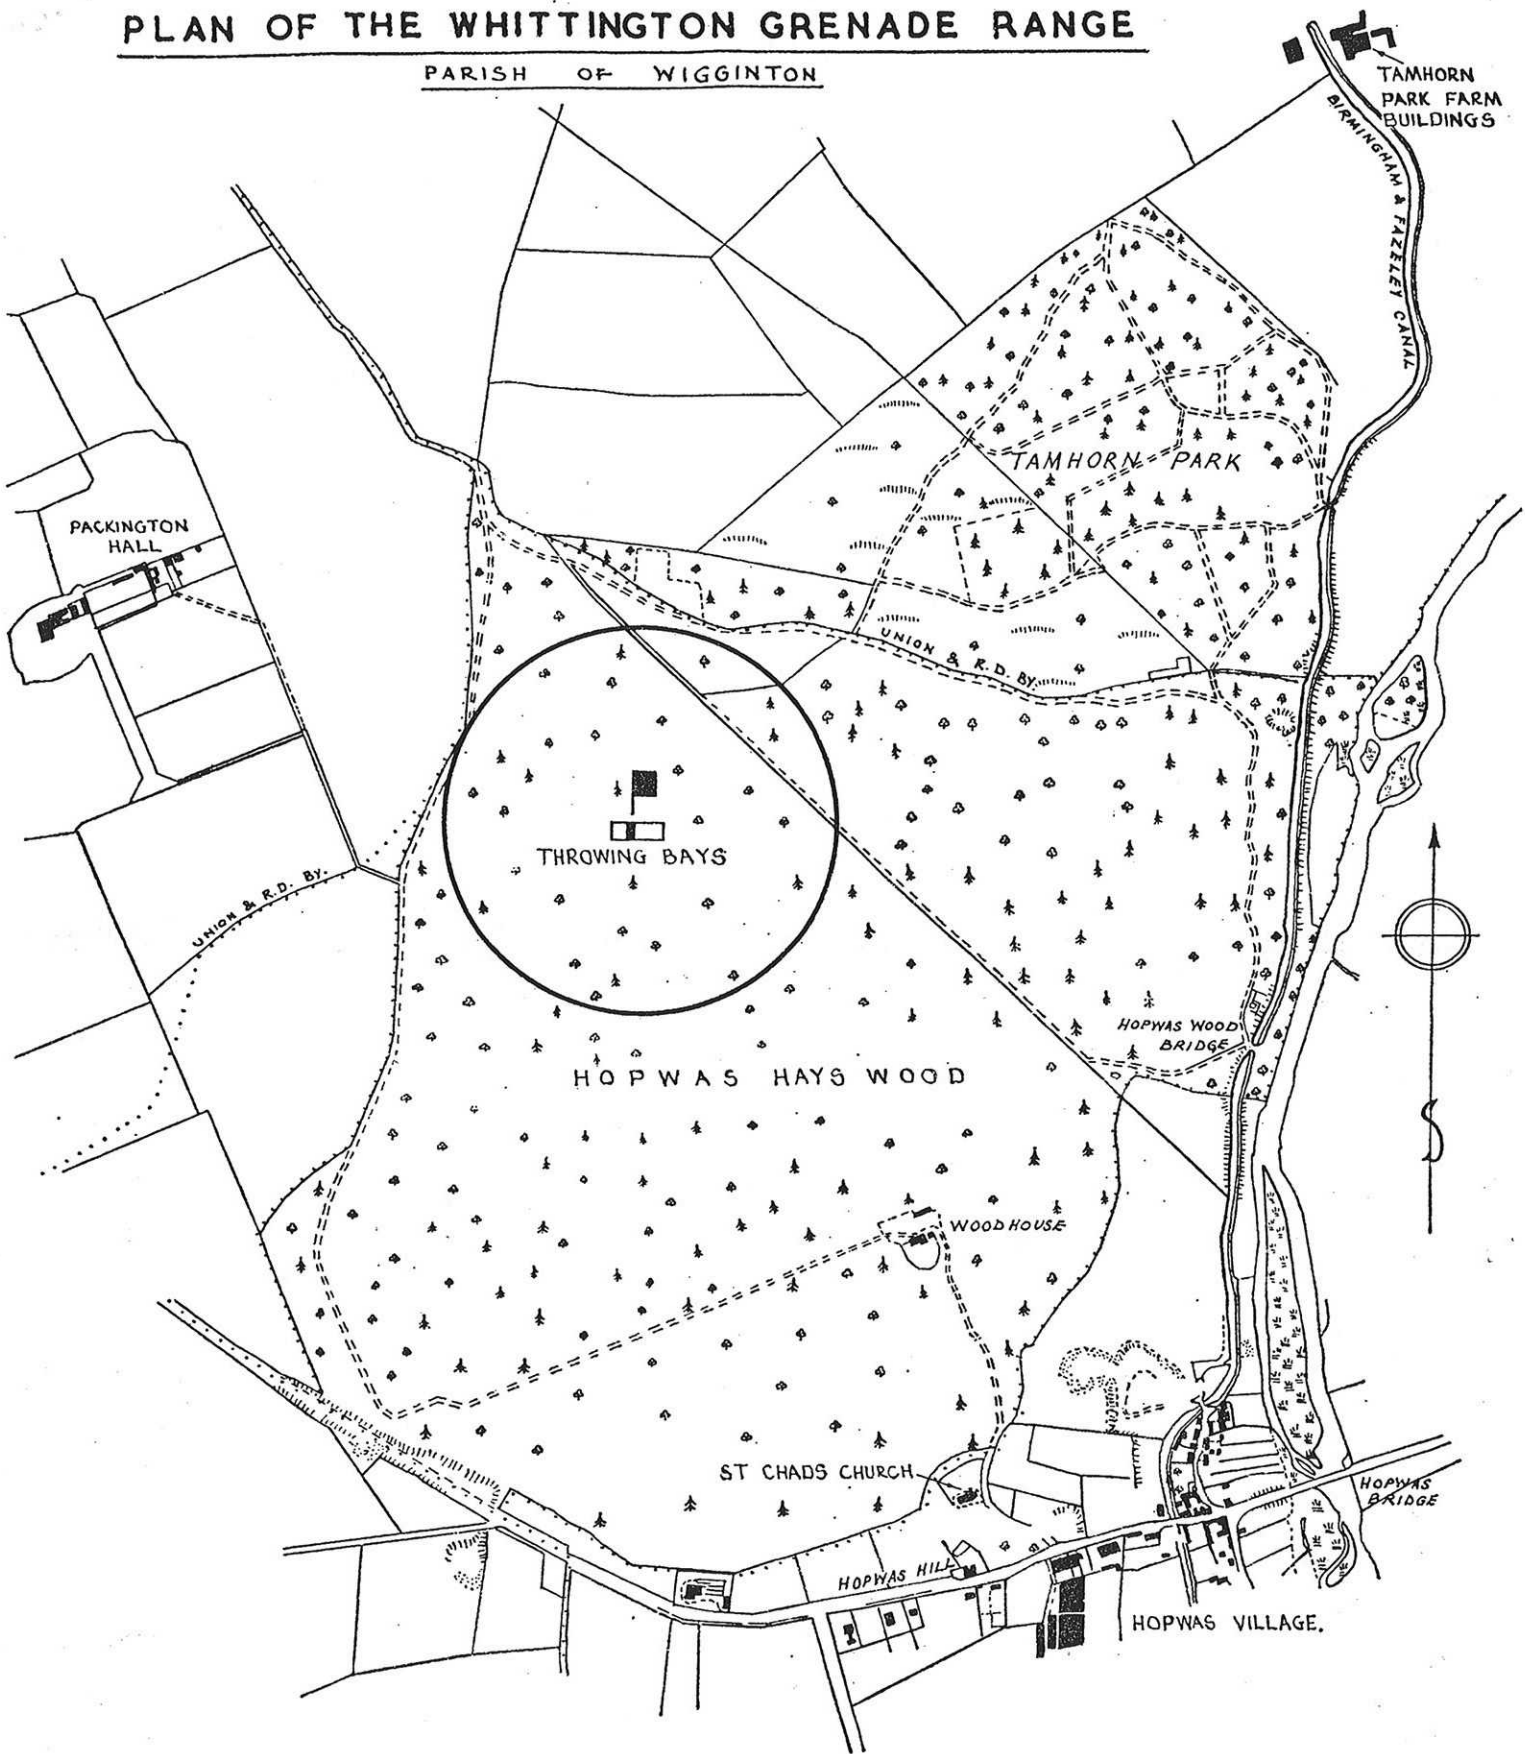 PLAN OF THE WHITTINGTON GRENADE RANGE
PARISH OF WIGGINTON
TAMHORN
PARK FARM
BUILDINGS
BIRMINGHAM & FAZELEY CANAL
TAMHORN PARK
PACKINGTON
HALL
UNION & R.D. By.
THROWING BAYS
UNION & R.D. By.
HOPWAS WOOD
BRIDGE
HOPWAS HAYS WOOD
WOODHOUSE
S
ST CHADS CHURCH
HOPWAS
BRIDGE
HOPWAS HILL
HOPWAS VILLAGE.